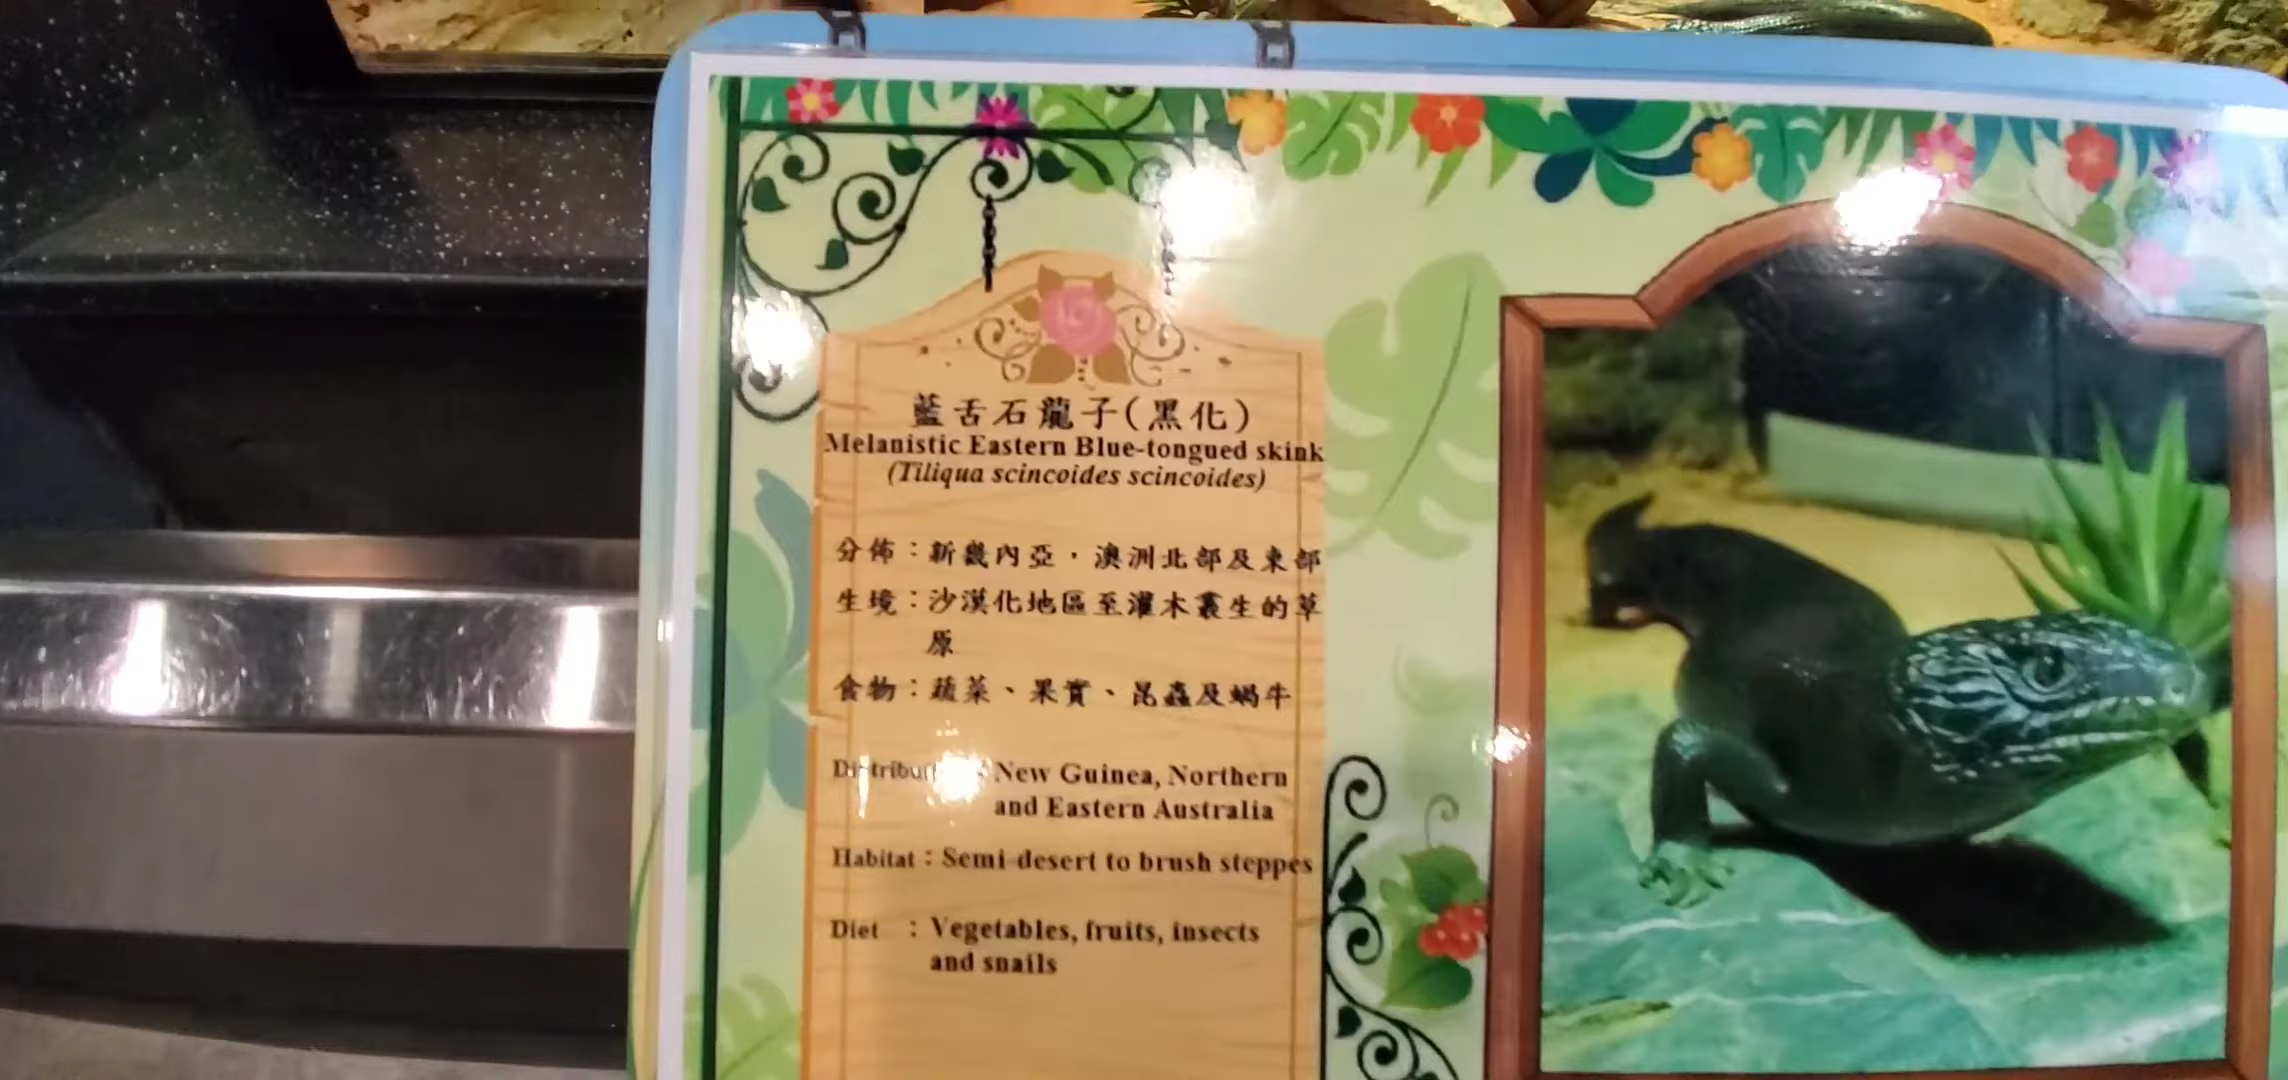 藍舌石龍子(黑化)
Melanistic Eastern Blue-tongued skink
(Tiliqua scincoides scincoides)
分佈：新畿內亞，澳洲北部及東部
生境：沙漠化地區至灌木叢生的草
原
食物：蔬菜、果實、昆蟲及蝸牛
New Guinea, Northern
and Eastern Australia
Habitat：Semi-desert to brush steppes
Diet ：Vegetables, fruits, insects
and snails